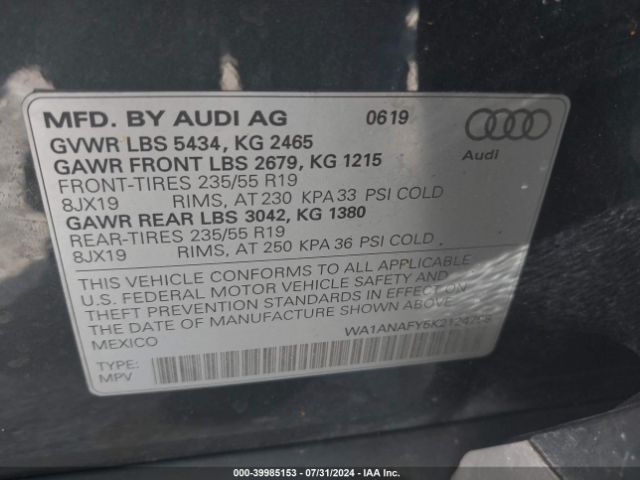 MFD. BY AUDI AG 0619
GVWR LBS 5434, KG 2465
GAWR FRONT LBS 2679, KG 1215
FRONT-TIRES 235/55 R19
8JX19 RIMS, AT 230 KPA 33 PSI COLD
GAWR REAR LBS 3042, KG 1380
REAR-TIRES 235/55 R19
8JX19 RIMS, AT 250 KPA 36 PSI COLD
Audi
THIS VEHICLE CONFORMS TO ALL APPLICABLE
U.S. FEDERAL MOTOR VEHICLE SAFETY AND
THEFT PREVENTION STANDARDS IN EFFECT ON
THE DATE OF MANUFACTURE SHOWN ABOVE.
MEXICO
TYPE:
MPV
000-39985153 - 07/31/2024 - IAA Inc.